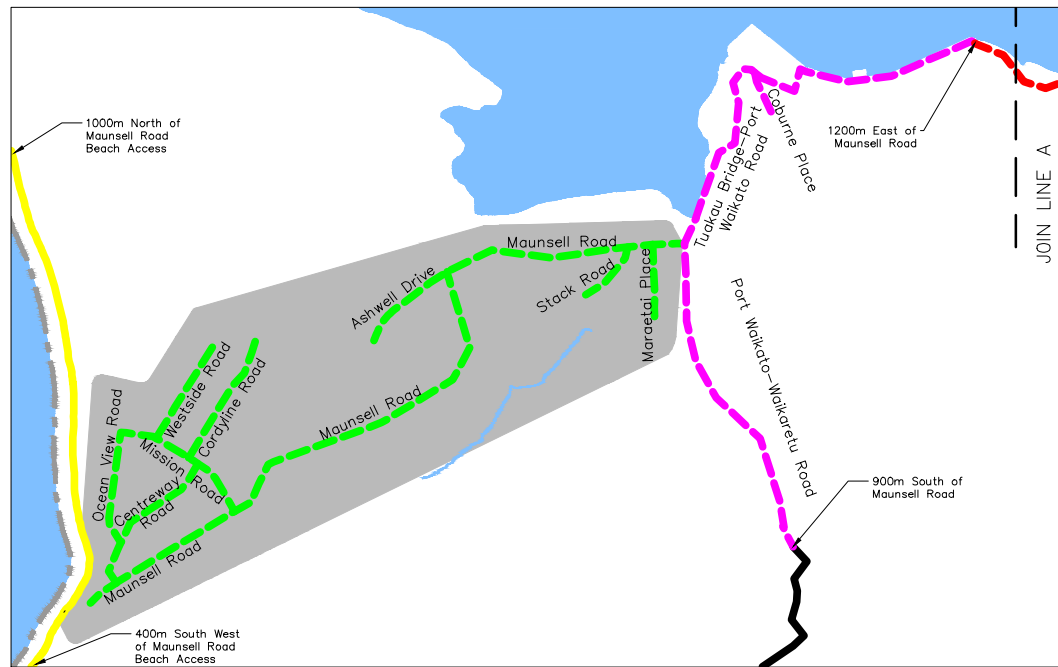 1000m North of
Maunsell Road
Beach Access
Coburne Place
1200m East of
Maunsell Road
JOIN LINE A
Tuakau Bridge-Port
Waikato Road
Maunsell Road
Ashwell Drive
Stack Road
Maraetai Place
Port Waikato-Waikaretu Road
Westside Road
Cordyline Road
Ocean View Road
Mission Road
Centreway
Road
Maunsell Road
Maunsell Road
900m South of
Maunsell Road
400m South West
of Maunsell Road
Beach Access